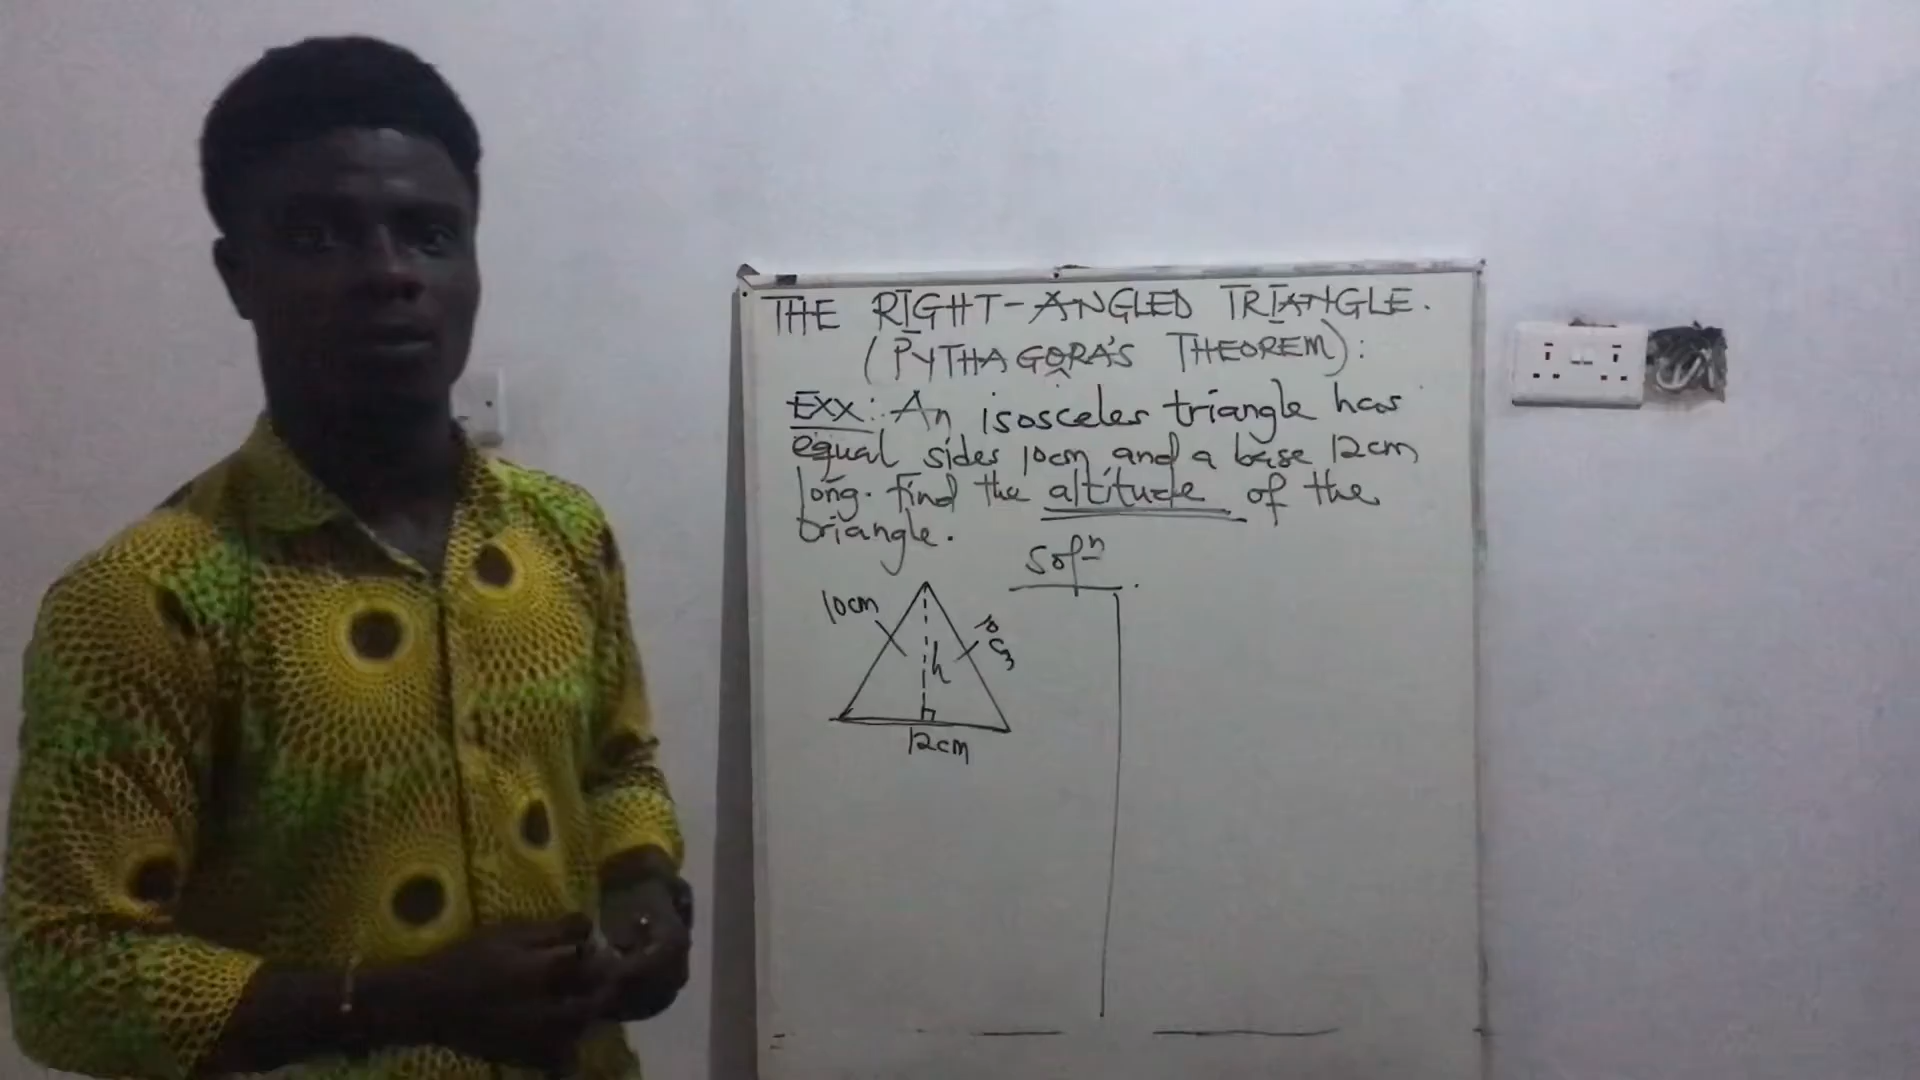 THE RIGHT-ANGLED TRIANGLE.
(PYTHAGORA'S THEOREM):
Exx: An isosceles triangle has
equal sides 10cm and a base 12cm
long. find the altitude of the
triangle.
Solⁿ
10cm
10cm
h
12cm